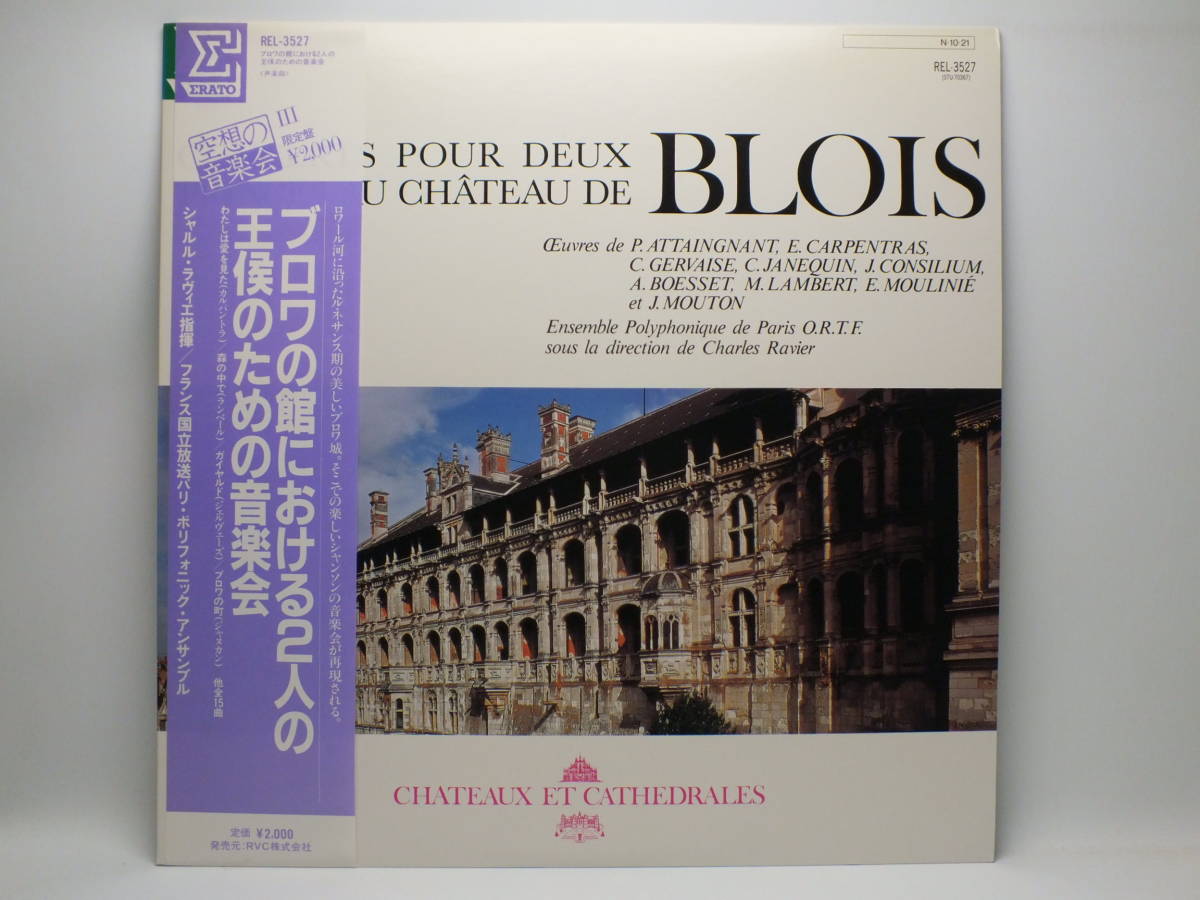 ERATO
REL-3527
ブロワの館における2人の
王侯のための音楽会
(声楽曲)
空想の
音楽会
III
限定盤
¥2,000
ロワール河に沿ったルネサンス期の美しいブロワ城。そこでの楽しいシャンソンの音楽会が再現される。
ブロワの館における2人の
王侯のための音楽会
わたしは愛を見た(カルパントラ)/森の中で(ランベール) ガイヤルド(ジェルヴェーズ)/ブロワの町(ジャヌカン) 他全15曲
シャルル・ラヴィエ指揮/フランス国立放送パリ・ポリフォニック・アンサンブル
定価 ¥2,000
発売元:RVC株式会社
N·10·21
REL-3527
(STU-70367)
S POUR DEUX
U CHÂTEAU DE
BLOIS
Œuvres de P. ATTAINGNANT, E. CARPENTRAS,
C. GERVAISE, C. JANEQUIN, J. CONSILIUM,
A. BOESSET, M. LAMBERT, E. MOULINIÉ
et J. MOUTON
Ensemble Polyphonique de Paris O.R.T.F.
sous la direction de Charles Ravier
CHATEAUX ET CATHEDRALES